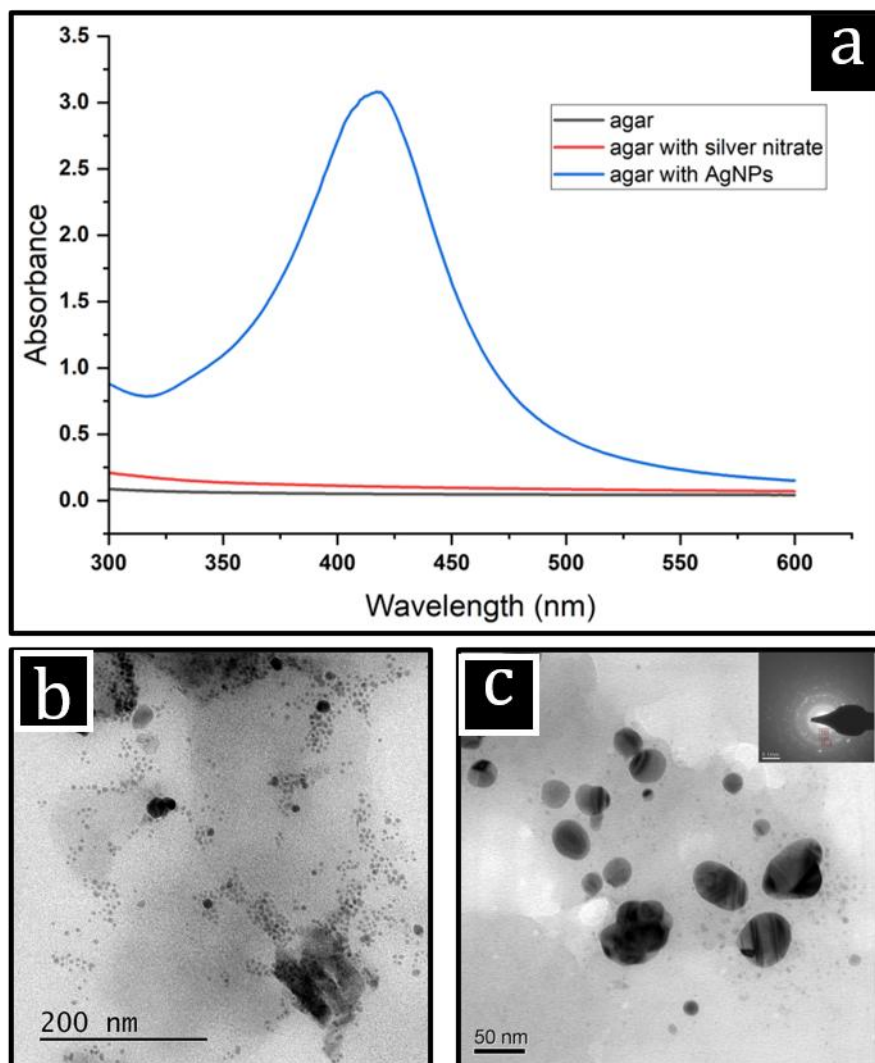 a
3.5
3.0
2.5
2.0
1.5
1.0
0.5
0.0
Absorbance
agar
agar with silver nitrate
agar with AgNPs
300 350 400 450 500 550 600
Wavelength (nm)
b
200 nm
c
50 nm